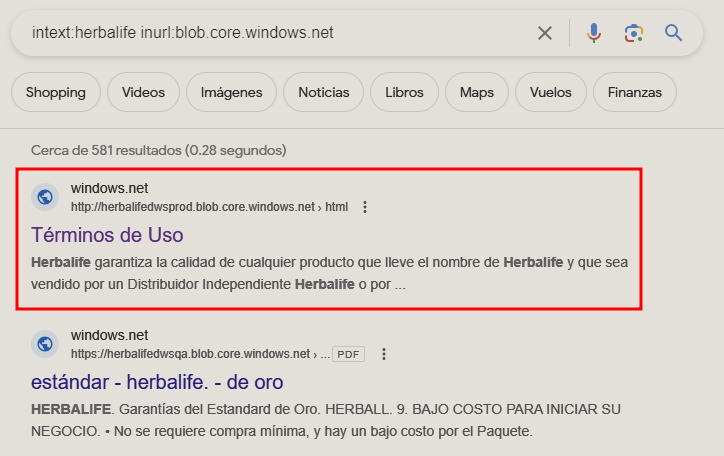 intext:herbalife inurl:blob.core.windows.net
Shopping
Videos
Imágenes
Noticias
Libros
Maps
Vuelos
Finanzas
Cerca de 581 resultados (0.28 segundos)
windows.net
http://herbalifedwsprod.blob.core.windows.net › html
Términos de Uso
Herbalife garantiza la calidad de cualquier producto que lleve el nombre de Herbalife y que sea
vendido por un Distribuidor Independiente Herbalife o por ...
windows.net
https://herbalifedwsqa.blob.core.windows.net › ... PDF
estándar - herbalife. - de oro
HERBALIFE. Garantías del Estandard de Oro. HERBALL. 9. BAJO COSTO PARA INICIAR SU
NEGOCIO. • No se requiere compra mínima, y hay un bajo costo por el Paquete.